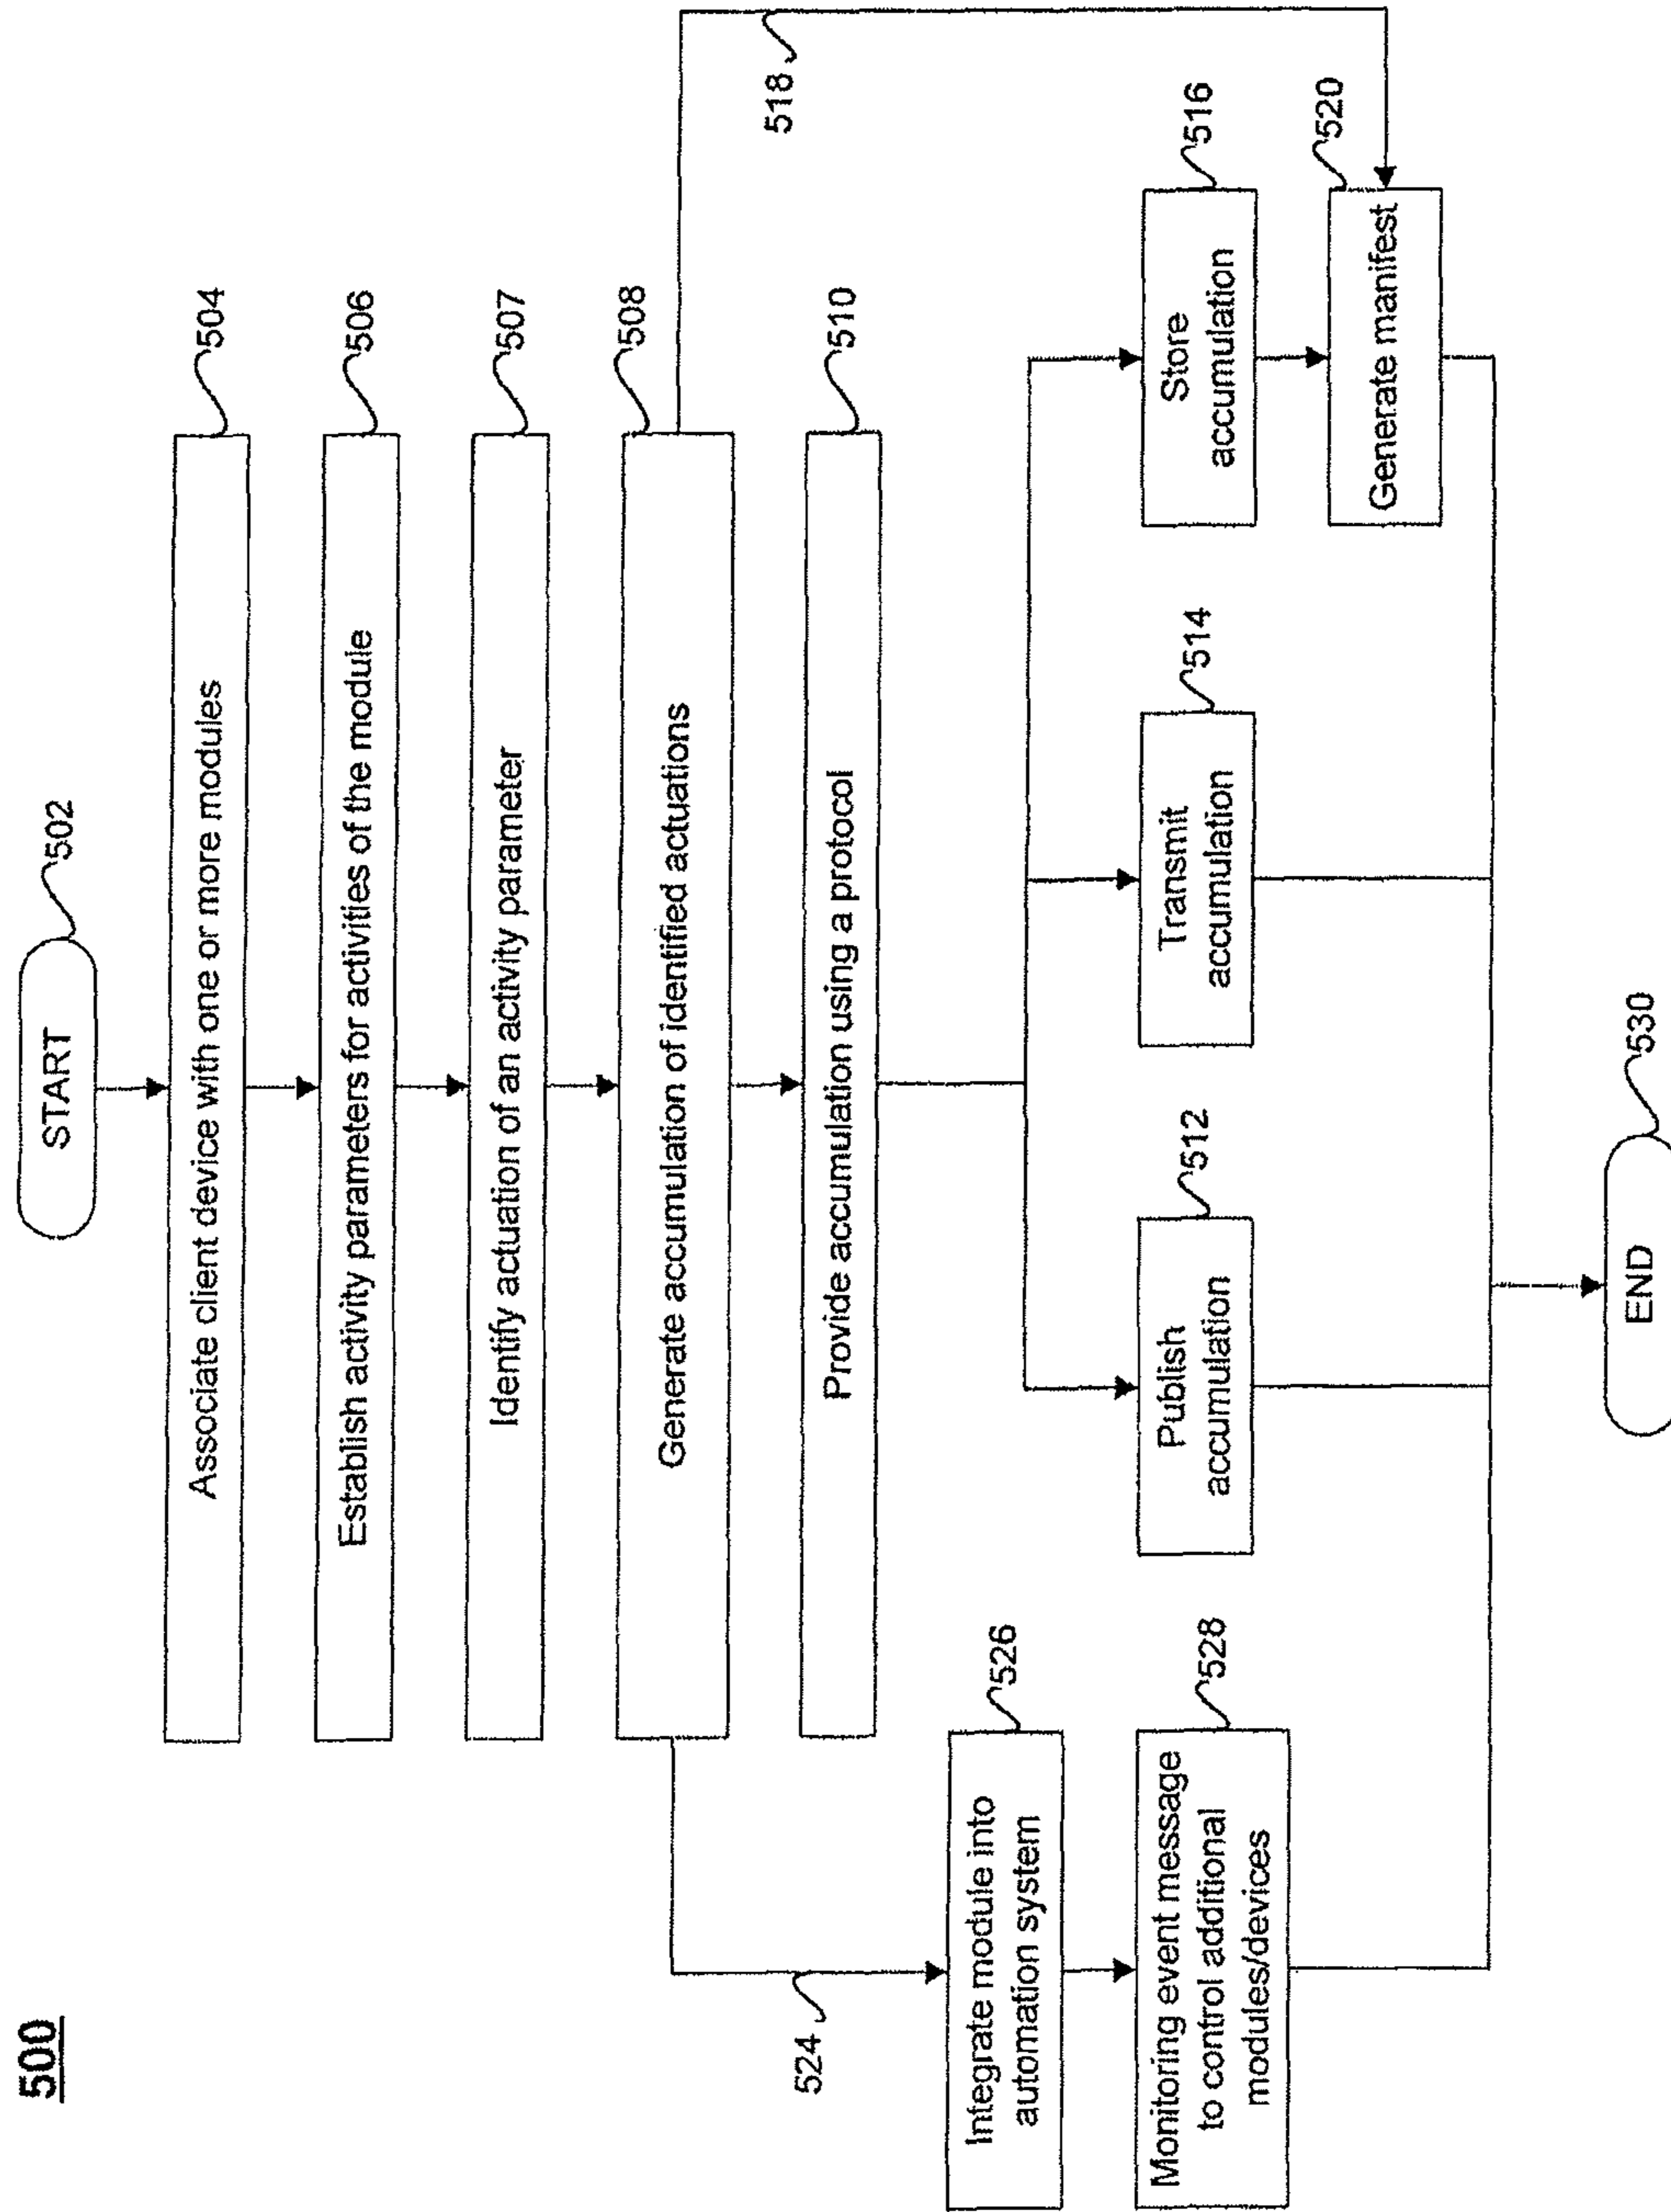 500
START
502
Associate client device with one or more modules
504
Establish activity parameters for activities of the module
506
Identify actuation of an activity parameter
507
Generate accumulation of identified actuations
508
Provide accumulation using a protocol
510
518
524
Integrate module into
automation system
526
Monitoring event message
to control additional
modules/devices
528
Publish
accumulation
512
Transmit
accumulation
514
Store
accumulation
516
Generate manifest
520
END
530